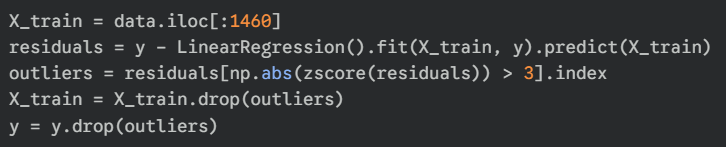 X_train = data.iloc[:1460]
residuals = y - LinearRegression().fit(X_train, y).predict(X_train)
outliers = residuals[np.abs(zscore(residuals)) > 3].index
X_train = X_train.drop(outliers)
y = y.drop(outliers)